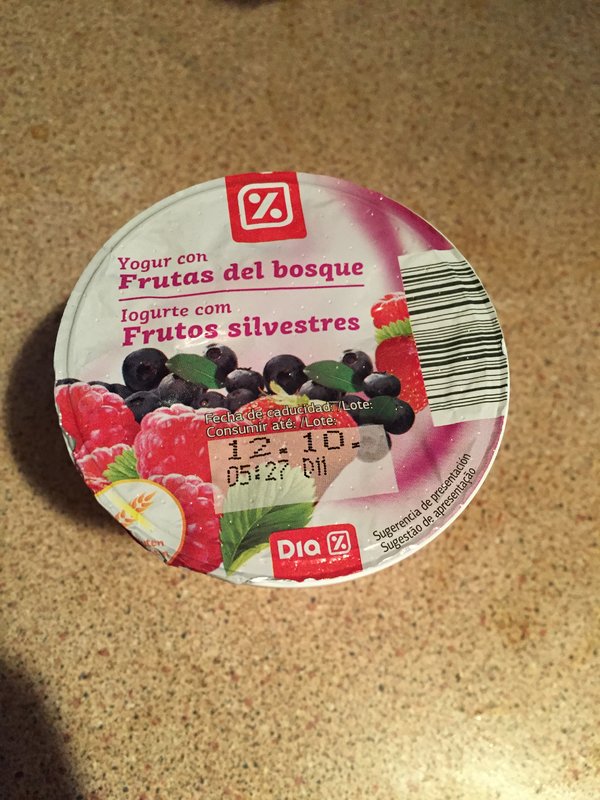 Yogur con
Frutas del bosque
Iogurte com
Frutos silvestres
Fecha de caducidad: /Lote:
Consumir até: /Lote:
12.10.
05:27 D11
Sugerencia de presentación
Sugestão de apresentação
Dia %